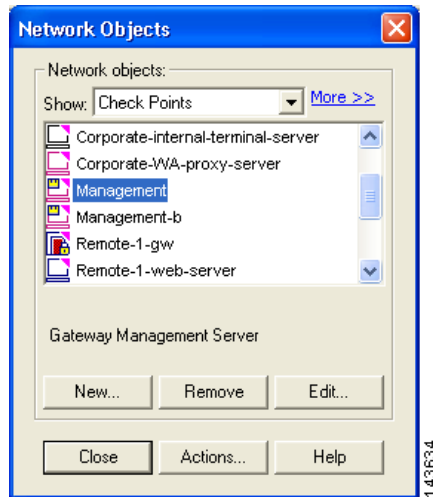 Network Objects
Network objects:
Show: Check Points More >>
Corporate-internal-terminal-server
Corporate-WA-proxy-server
Management
Management-b
Remote-1-gw
Remote-1-web-server
Gateway Management Server
New... Remove Edit...
Close Actions... Help
143634